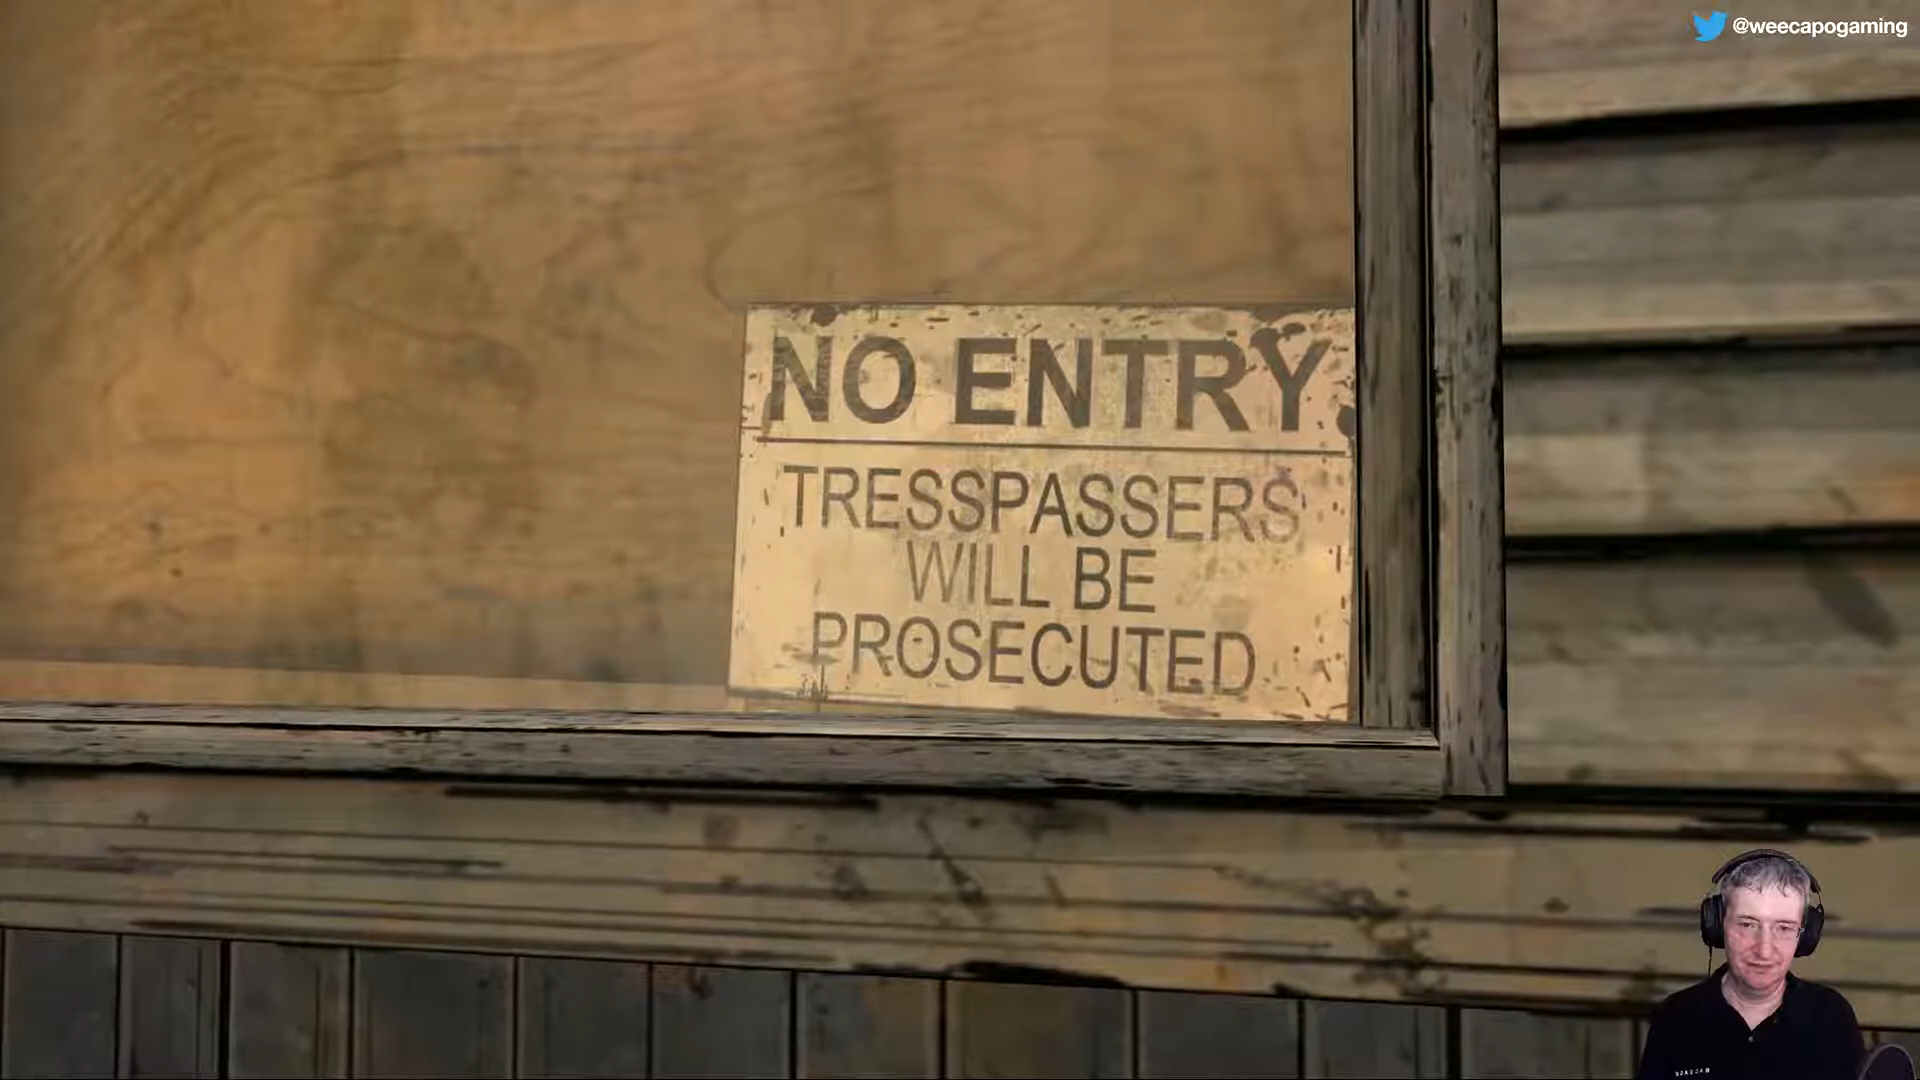 @weecapogaming
NO ENTRY
TRESSPASSERS
WILL BE
PROSECUTED